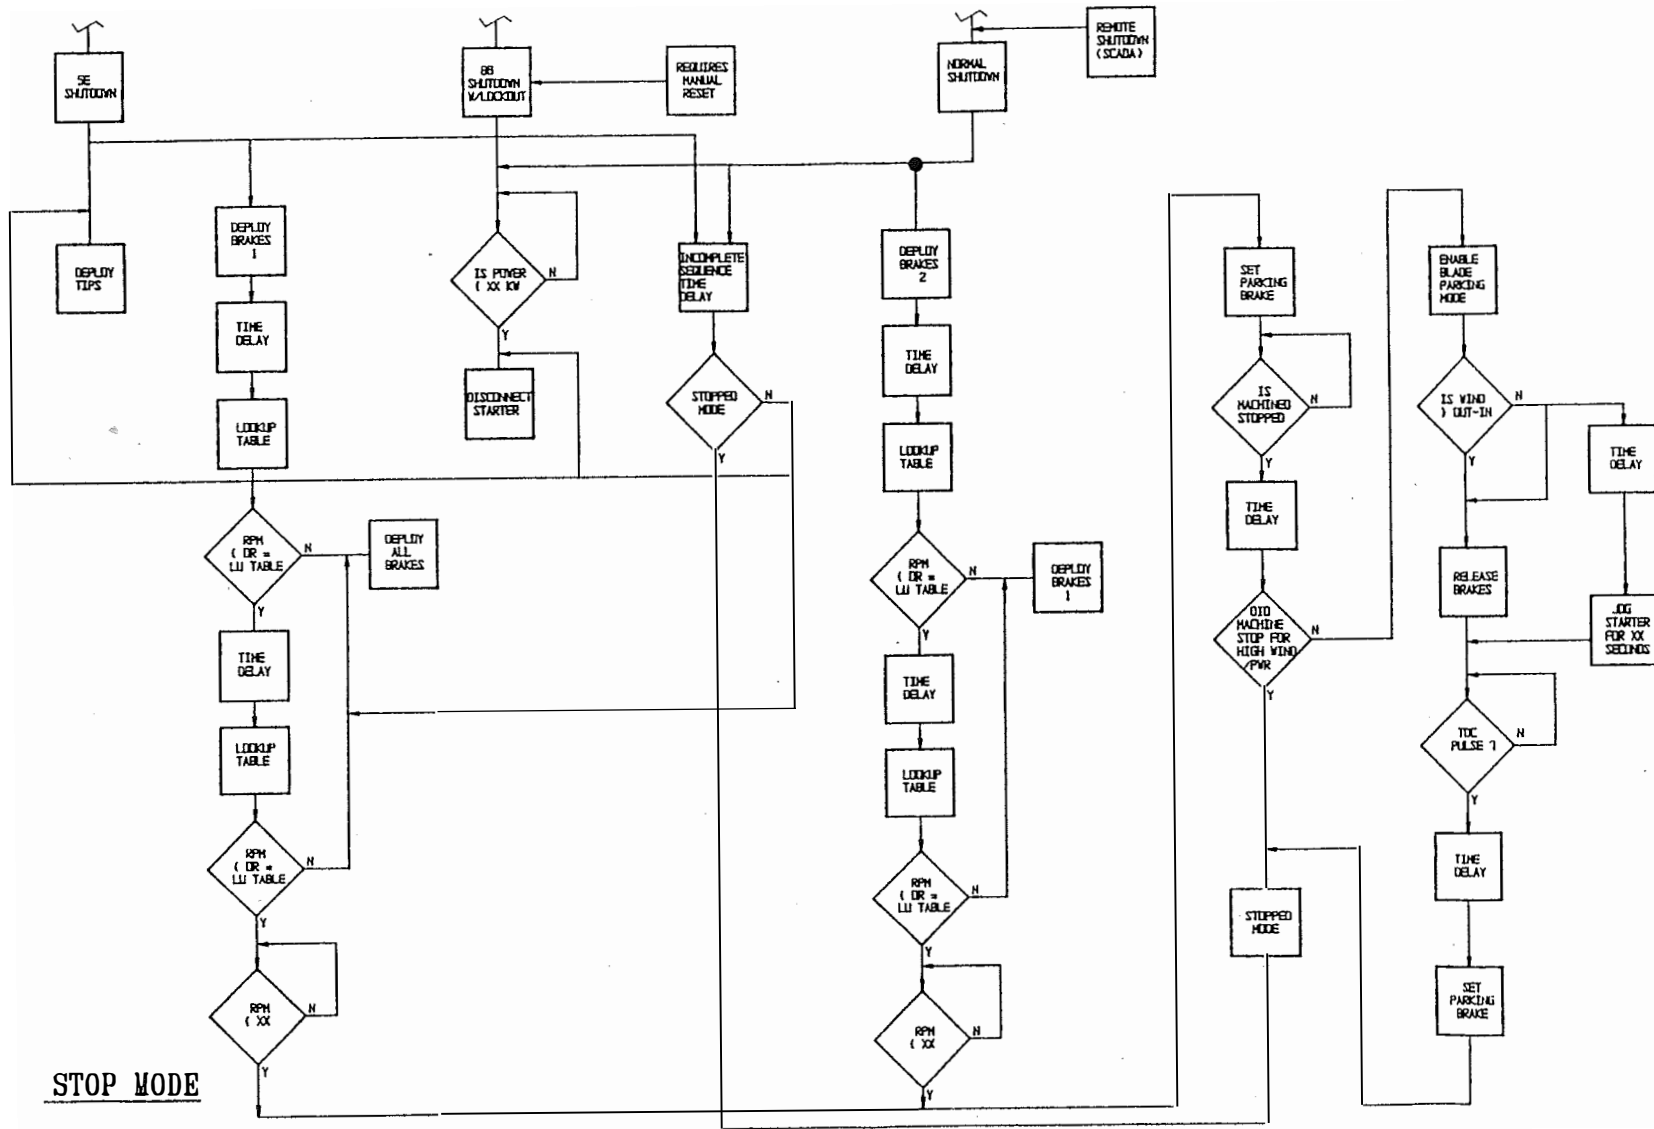 5E
SHUTDOWN
88
SHUTDOWN
W/LOCKOUT
REQUIRES
MANUAL
RESET
NORMAL
SHUTDOWN
REMOTE
SHUTDOWN
(SCADA)
DEPLOY
TIPS
DEPLOY
BRAKES
1
TIME
DELAY
LOOKUP
TABLE
RPM
( OR =
LU TABLE
N
Y
DEPLOY
ALL
BRAKES
TIME
DELAY
LOOKUP
TABLE
RPM
( OR =
LU TABLE
N
Y
RPM
( XX
N
Y
IS POWER
( XX KW
N
Y
DISCONNECT
STARTER
INCOMPLETE
SEQUENCE
TIME
DELAY
STOPPED
MODE
N
Y
DEPLOY
BRAKES
2
TIME
DELAY
LOOKUP
TABLE
RPM
( OR =
LU TABLE
N
Y
DEPLOY
BRAKES
1
TIME
DELAY
LOOKUP
TABLE
RPM
( OR =
LU TABLE
N
Y
RPM
( XX
N
Y
SET
PARKING
BRAKE
IS
MACHINED
STOPPED
N
Y
TIME
DELAY
DID
MACHINE
STOP FOR
HIGH WIND
/PWR
N
Y
STOPPED
MODE
ENABLE
BLADE
PARKING
MODE
IS WIND
) CUT-IN
N
Y
TIME
DELAY
RELEASE
BRAKES
JOG
STARTER
FOR XX
SECONDS
TDC
PULSE ?
N
Y
TIME
DELAY
SET
PARKING
BRAKE
STOP MODE